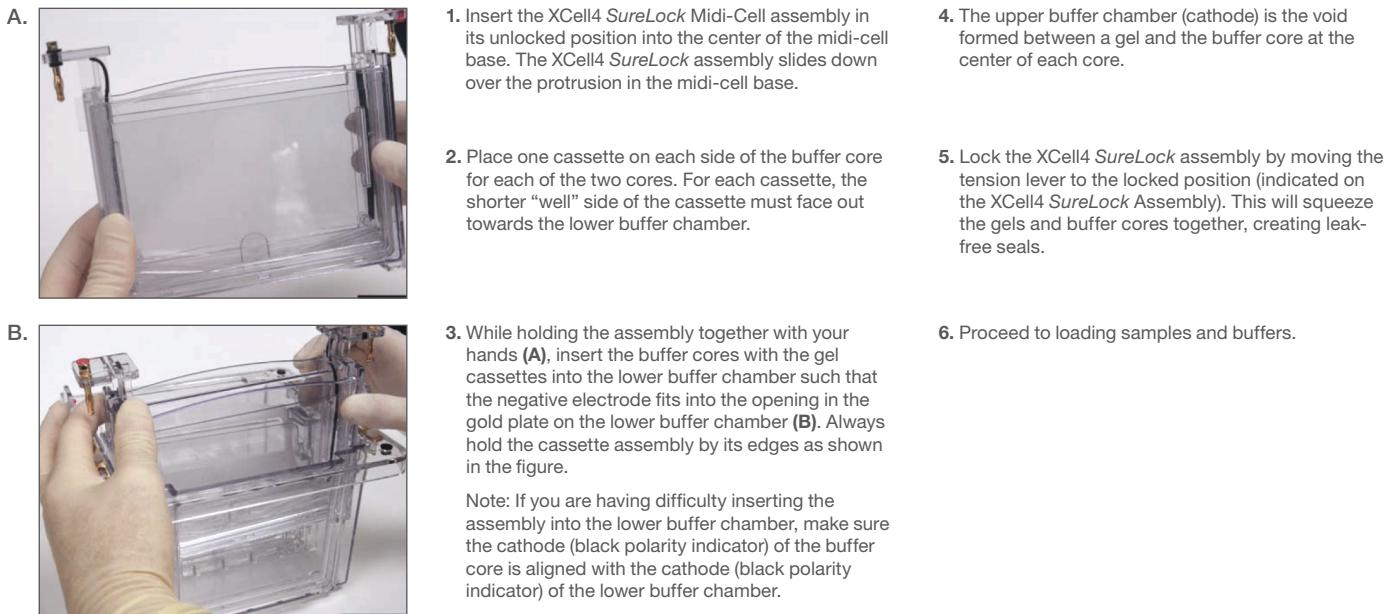 A.
1. Insert the XCell4 SureLock Midi-Cell assembly in
its unlocked position into the center of the midi-cell
base. The XCell4 SureLock assembly slides down
over the protrusion in the midi-cell base.
2. Place one cassette on each side of the buffer core
for each of the two cores. For each cassette, the
shorter “well” side of the cassette must face out
towards the lower buffer chamber.
B.
3. While holding the assembly together with your
hands (A), insert the buffer cores with the gel
cassettes into the lower buffer chamber such that
the negative electrode fits into the opening in the
gold plate on the lower buffer chamber (B). Always
hold the cassette assembly by its edges as shown
in the figure.
Note: If you are having difficulty inserting the
assembly into the lower buffer chamber, make sure
the cathode (black polarity indicator) of the buffer
core is aligned with the cathode (black polarity
indicator) of the lower buffer chamber.
4. The upper buffer chamber (cathode) is the void
formed between a gel and the buffer core at the
center of each core.
5. Lock the XCell4 SureLock assembly by moving the
tension lever to the locked position (indicated on
the XCell4 SureLock Assembly). This will squeeze
the gels and buffer cores together, creating leak-
free seals.
6. Proceed to loading samples and buffers.